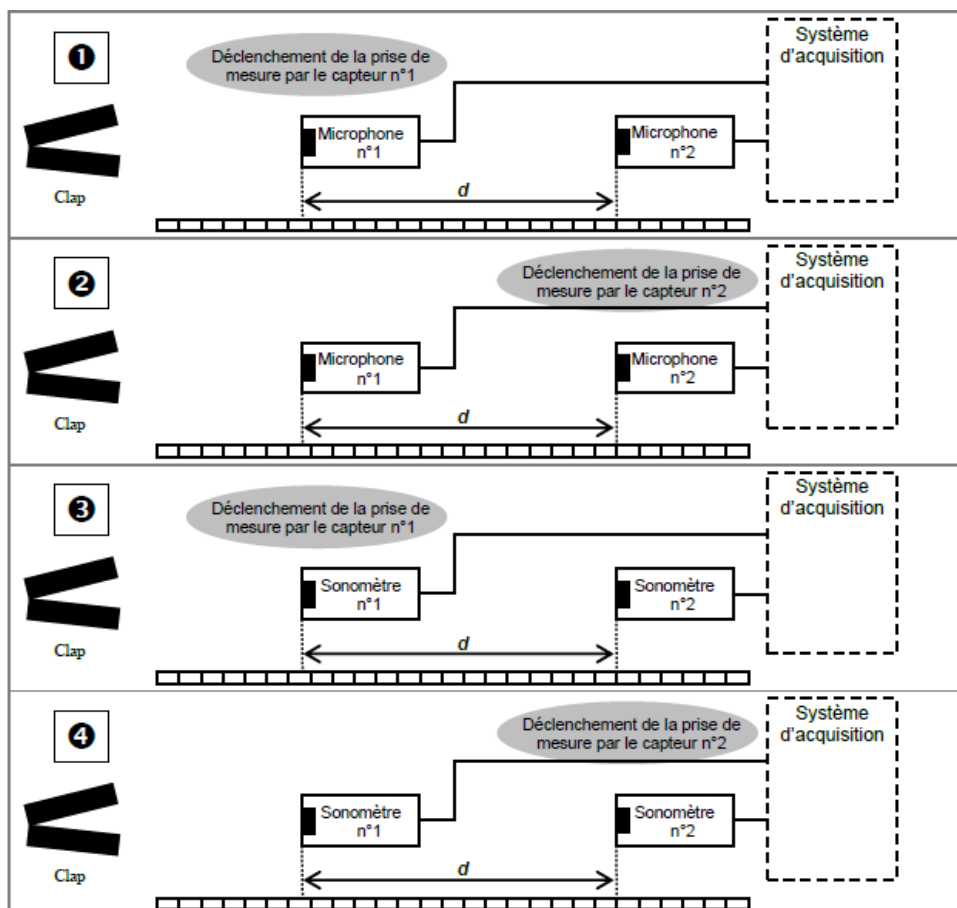 ❶
Déclenchement de la prise de
mesure par le capteur n°1
Système
d'acquisition
Microphone
n°1
Microphone
n°2
Clap
d
❷
Déclenchement de la prise de
mesure par le capteur n°2
Système
d'acquisition
Microphone
n°1
Microphone
n°2
Clap
d
❸
Déclenchement de la prise de
mesure par le capteur n°1
Système
d'acquisition
Sonomètre
n°1
Sonomètre
n°2
Clap
d
❹
Déclenchement de la prise de
mesure par le capteur n°2
Système
d'acquisition
Sonomètre
n°1
Sonomètre
n°2
Clap
d